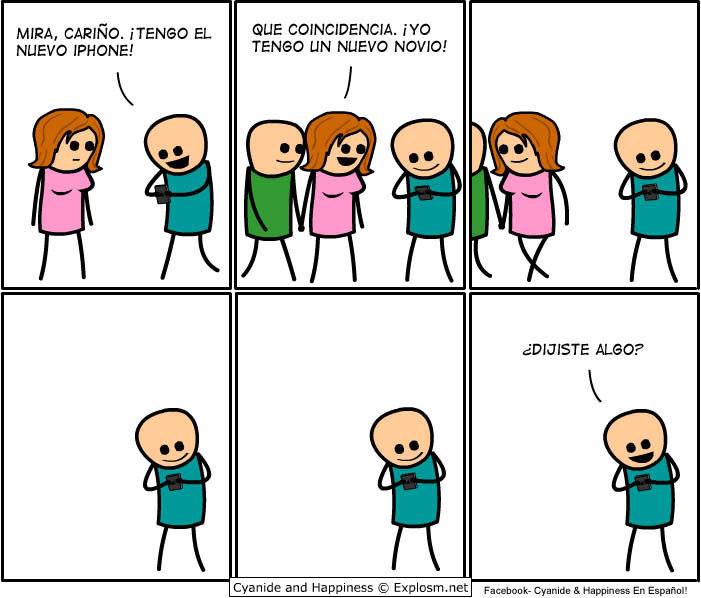 MIRA, CARIÑO. ¡TENGO EL
NUEVO IPHONE!
QUE COINCIDENCIA. ¡YO
TENGO UN NUEVO NOVIO!
¿DIJISTE ALGO?
Cyanide and Happiness © Explosm.net
Facebook- Cyanide & Happiness En Español!